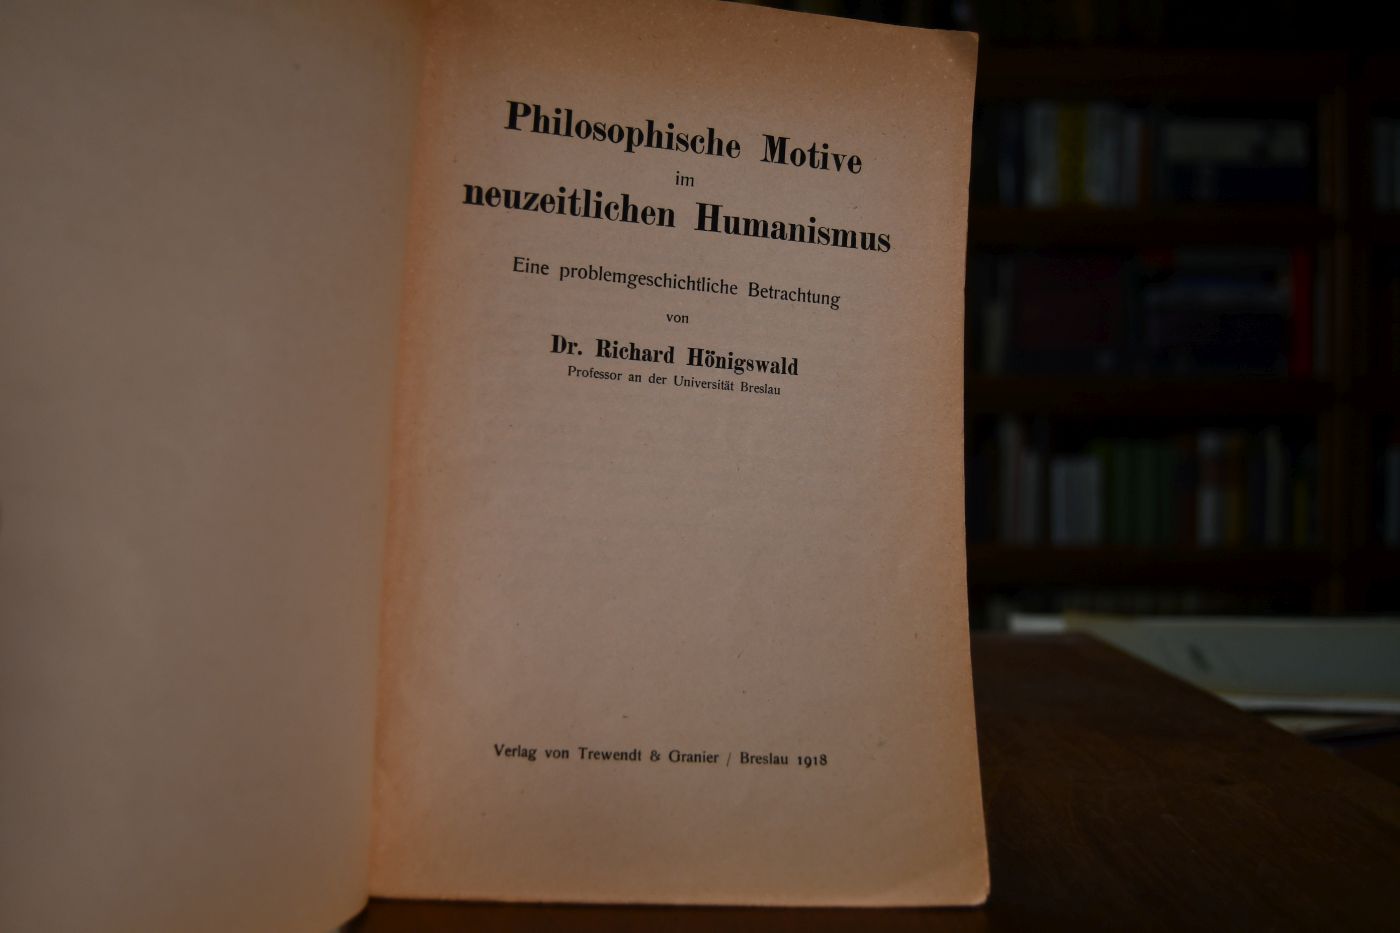 Philosophische Motive
im
neuzeitlichen Humanismus
Eine problemgeschichtliche Betrachtung
von
Dr. Richard Hönigswald
Professor an der Universität Breslau
Verlag von Trewendt & Granier / Breslau 1918